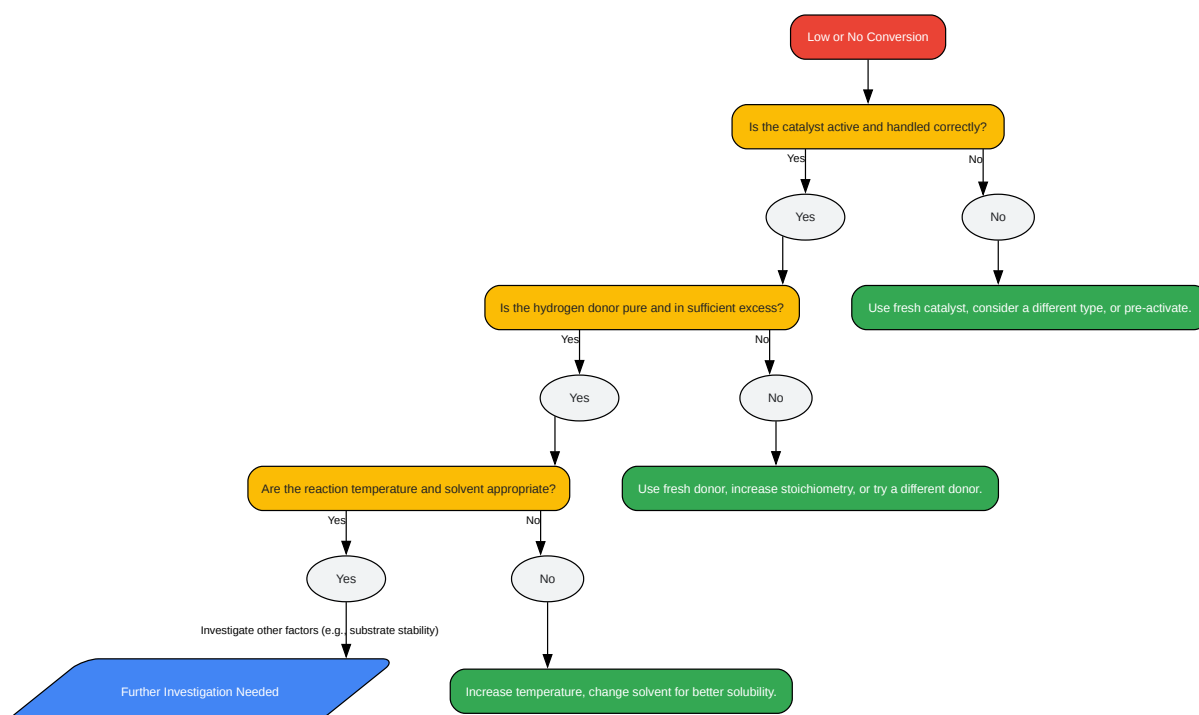 Low or No Conversion
Is the catalyst active and handled correctly?
Yes
No
Yes
No
Is the hydrogen donor pure and in sufficient excess?
Use fresh catalyst, consider a different type, or pre-activate.
Yes
No
Yes
No
Are the reaction temperature and solvent appropriate?
Use fresh donor, increase stoichiometry, or try a different donor.
Yes
No
Yes
No
Investigate other factors (e.g., substrate stability)
Further Investigation Needed
Increase temperature, change solvent for better solubility.